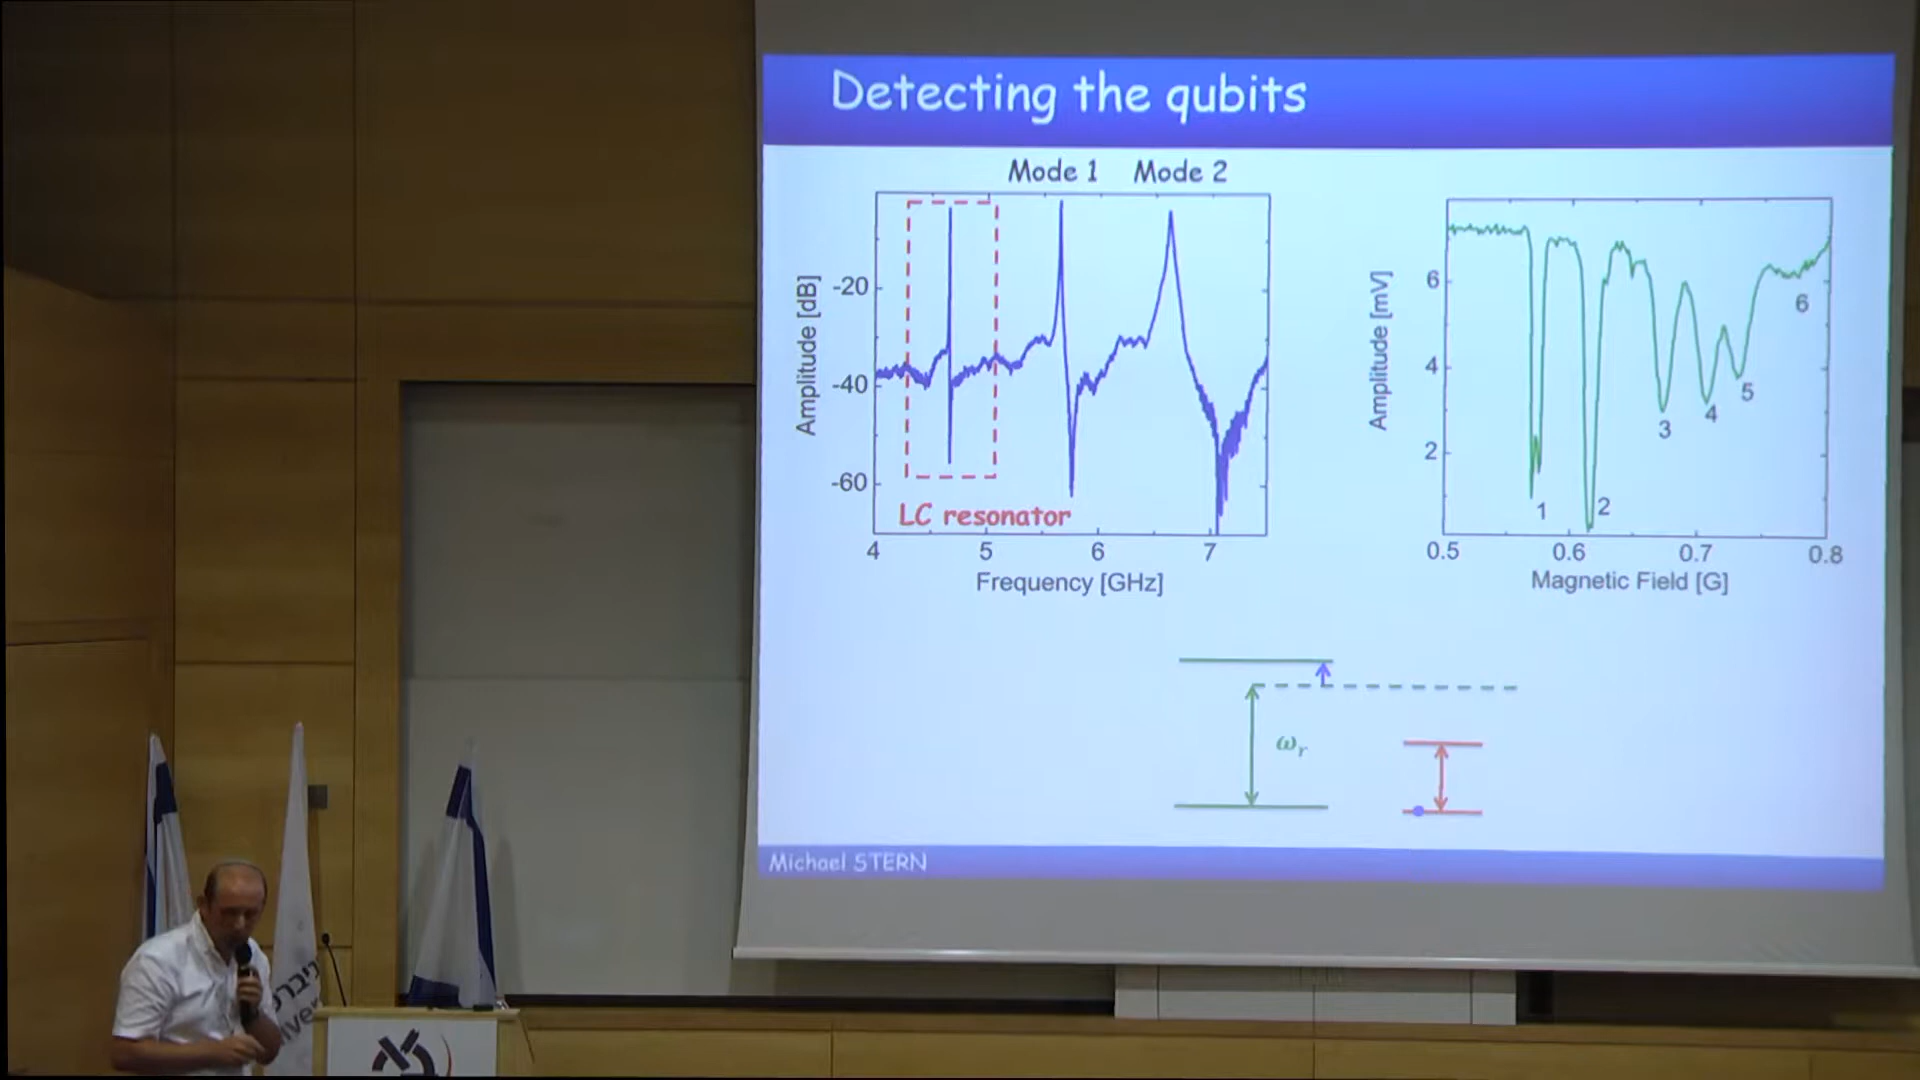 Detecting the qubits
Mode 1 Mode 2
Amplitude [dB]
-20
-40
-60
LC resonator
4 5 6 7
Frequency [GHz]
Amplitude [mV]
6
4
2
1
2
3
4
5
6
0.5 0.6 0.7 0.8
Magnetic Field [G]
ωr
Michael STERN